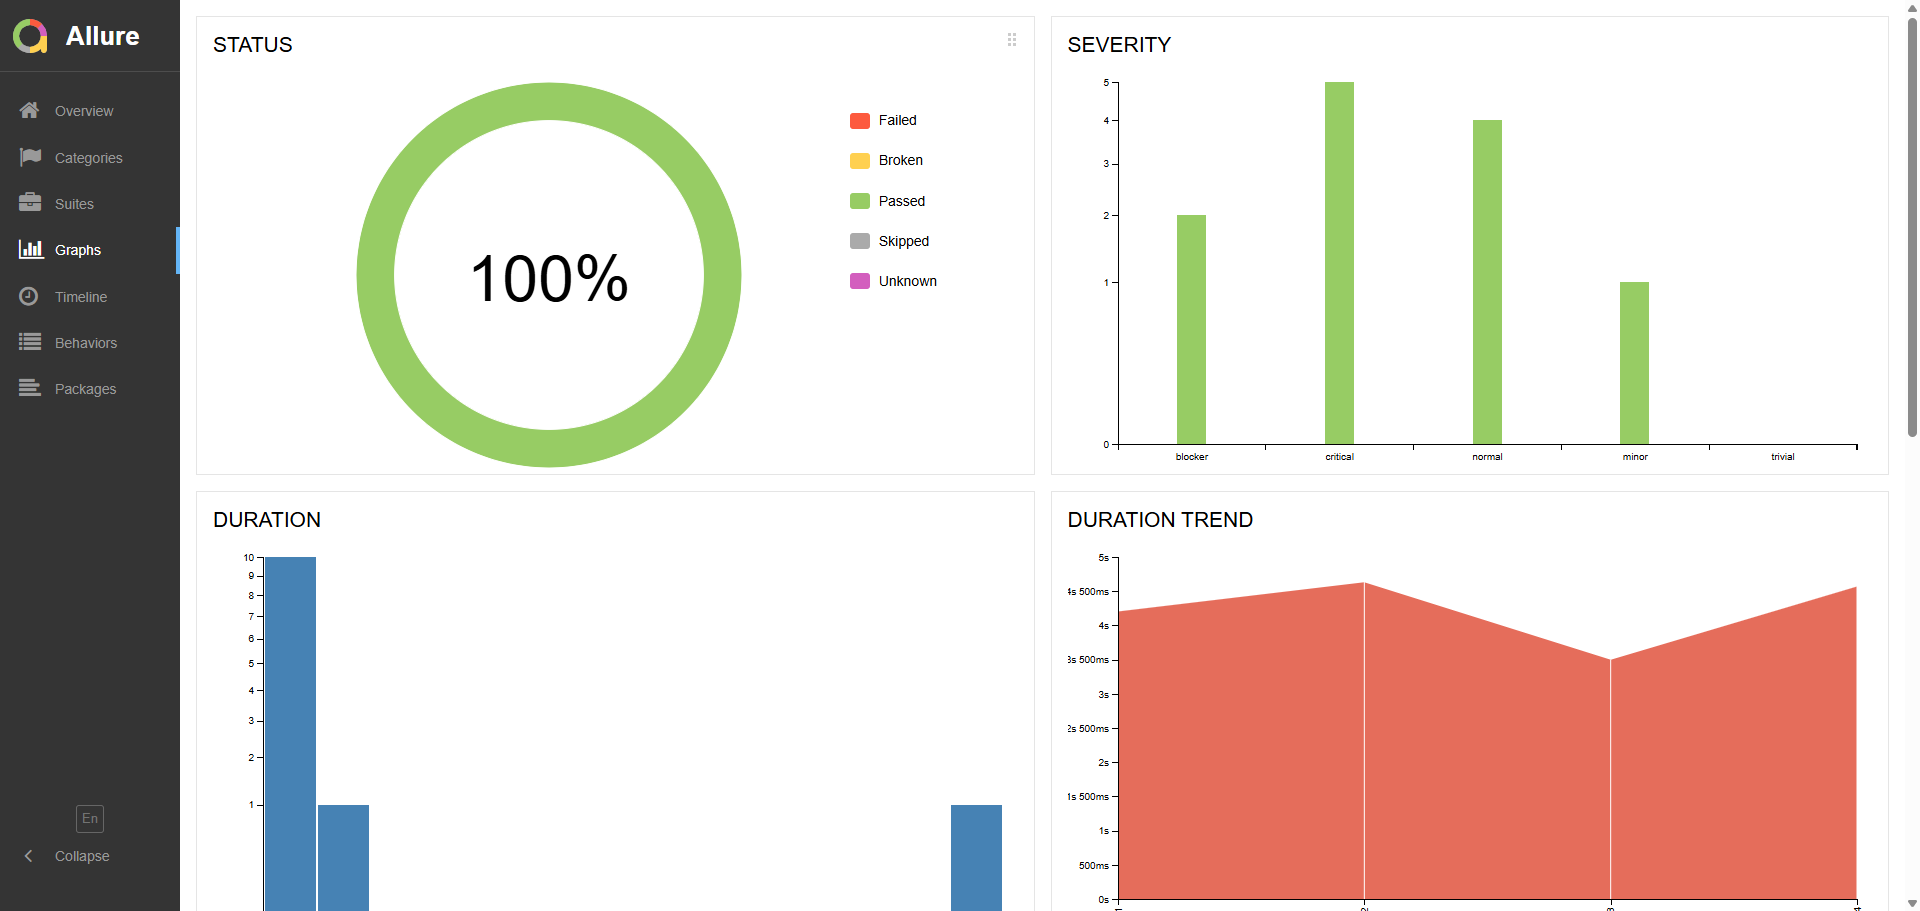 Allure
Overview
Categories
Suites
Graphs
Timeline
Behaviors
Packages
En
Collapse
STATUS
100%
Failed
Broken
Passed
Skipped
Unknown
SEVERITY
5
4
3
2
1
0
blocker
critical
normal
minor
trivial
DURATION
10
9
8
7
6
5
4
3
2
1
DURATION TREND
5s
4s 500ms
4s
3s 500ms
3s
2s 500ms
2s
1s 500ms
1s
500ms
0s